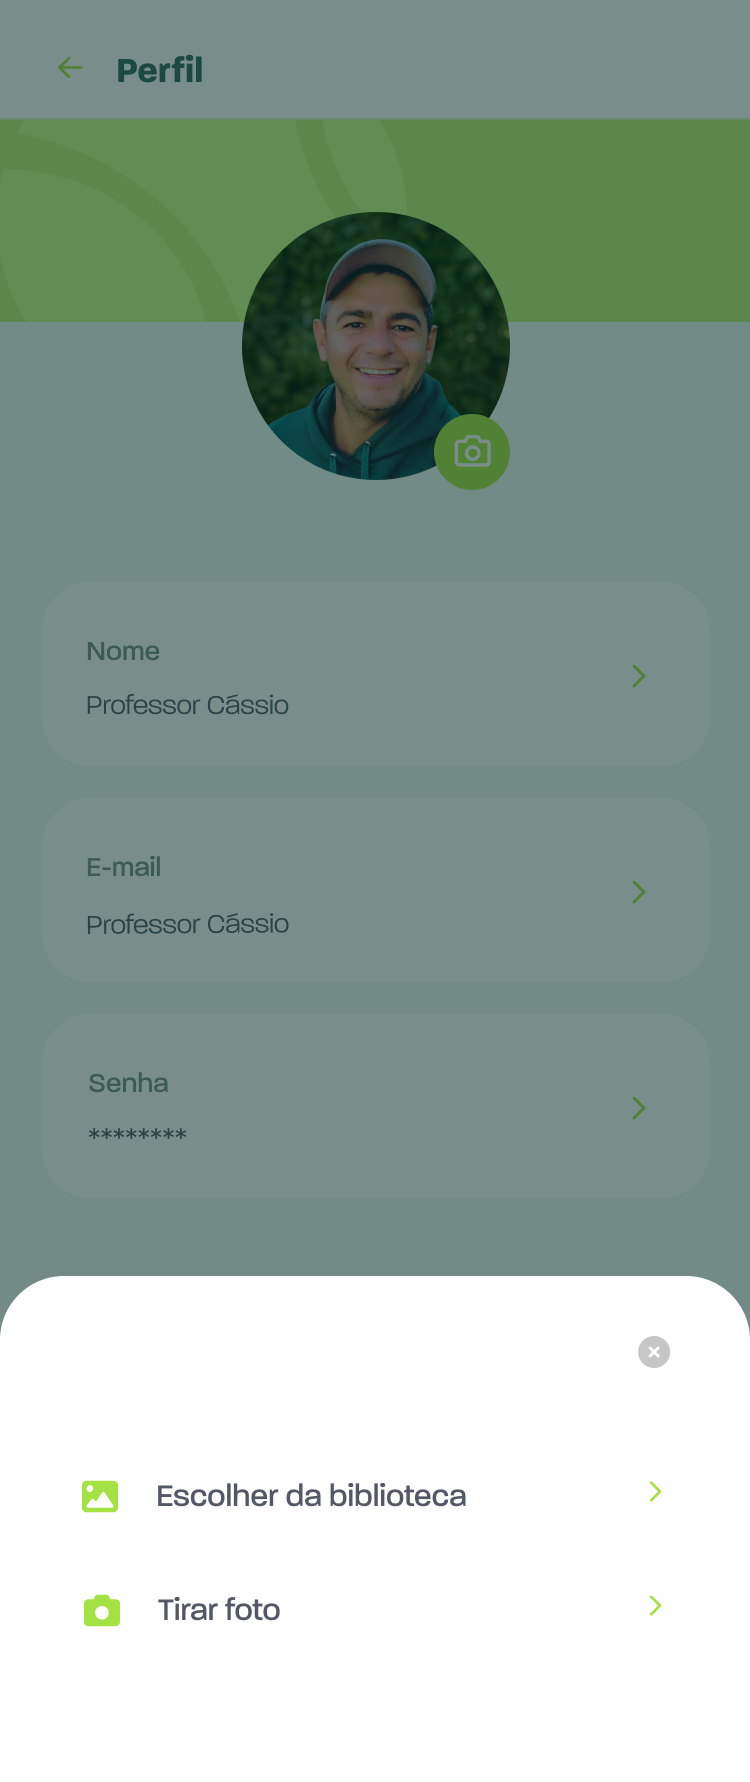 Perfil
Nome
Professor Cássio
E-mail
Professor Cássio
Senha
********
Escolher da biblioteca
Tirar foto